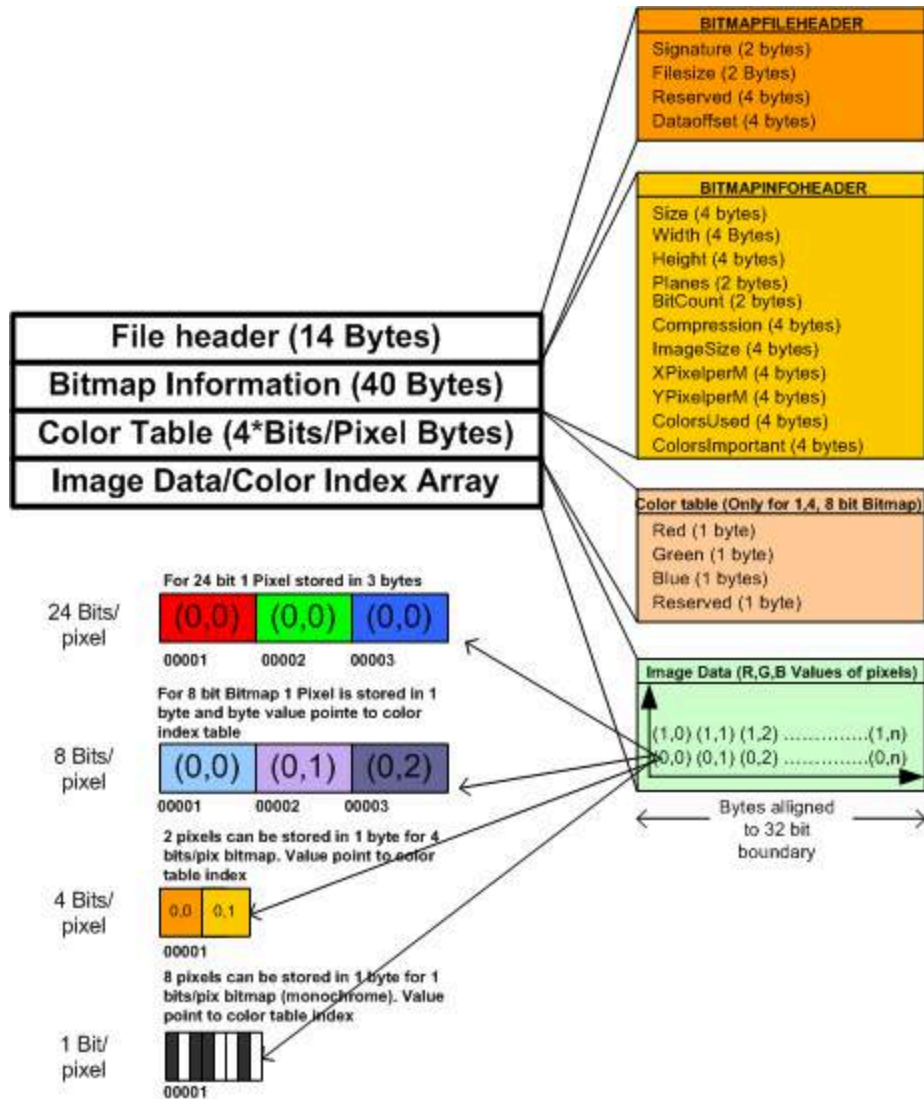 BITMAPFILEHEADER
Signature (2 bytes)
Filesize (2 Bytes)
Reserved (4 bytes)
Dataoffset (4 bytes)
BITMAPINFOHEADER
Size (4 bytes)
Width (4 Bytes)
Height (4 bytes)
Planes (2 bytes)
BitCount (2 bytes)
Compression (4 bytes)
ImageSize (4 bytes)
XPixelperM (4 bytes)
YPixelperM (4 bytes)
ColorsUsed (4 bytes)
ColorsImportant (4 bytes)
File header (14 Bytes)
Bitmap Information (40 Bytes)
Color Table (4*Bits/Pixel Bytes)
Image Data/Color Index Array
Color table (Only for 1,4, 8 bit Bitmap)
Red (1 byte)
Green (1 byte)
Blue (1 bytes)
Reserved (1 byte)
Image Data (R,G,B Values of pixels)
(1,0) (1,1) (1,2) ..............(1,n)
(0,0) (0,1) (0,2) ..............(0,n)
Bytes alligned
to 32 bit
boundary
For 24 bit 1 Pixel stored in 3 bytes
24 Bits/
pixel
(0,0) (0,0) (0,0)
00001 00002 00003
For 8 bit Bitmap 1 Pixel is stored in 1
byte and byte value pointe to color
index table
8 Bits/
pixel
(0,0) (0,1) (0,2)
00001 00002 00003
2 pixels can be stored in 1 byte for 4
bits/pix bitmap. Value point to color
table index
4 Bits/
pixel
0,0 0,1
00001
8 pixels can be stored in 1 byte for 1
bits/pix bitmap (monochrome). Value
point to color table index
1 Bit/
pixel
00001